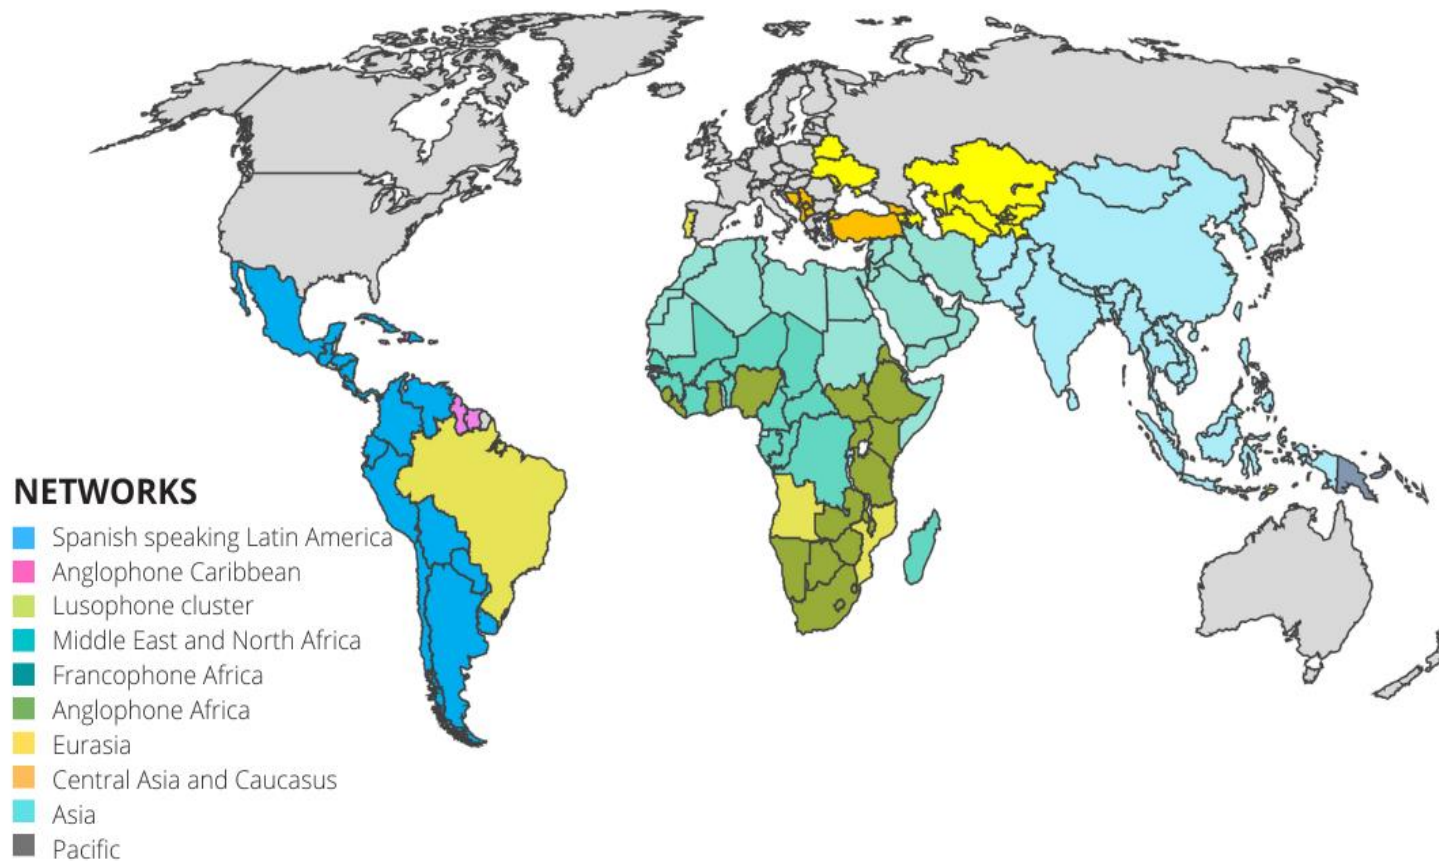 NETWORKS
Spanish speaking Latin America
Anglophone Caribbean
Lusophone cluster
Middle East and North Africa
Francophone Africa
Anglophone Africa
Eurasia
Central Asia and Caucasus
Asia
Pacific